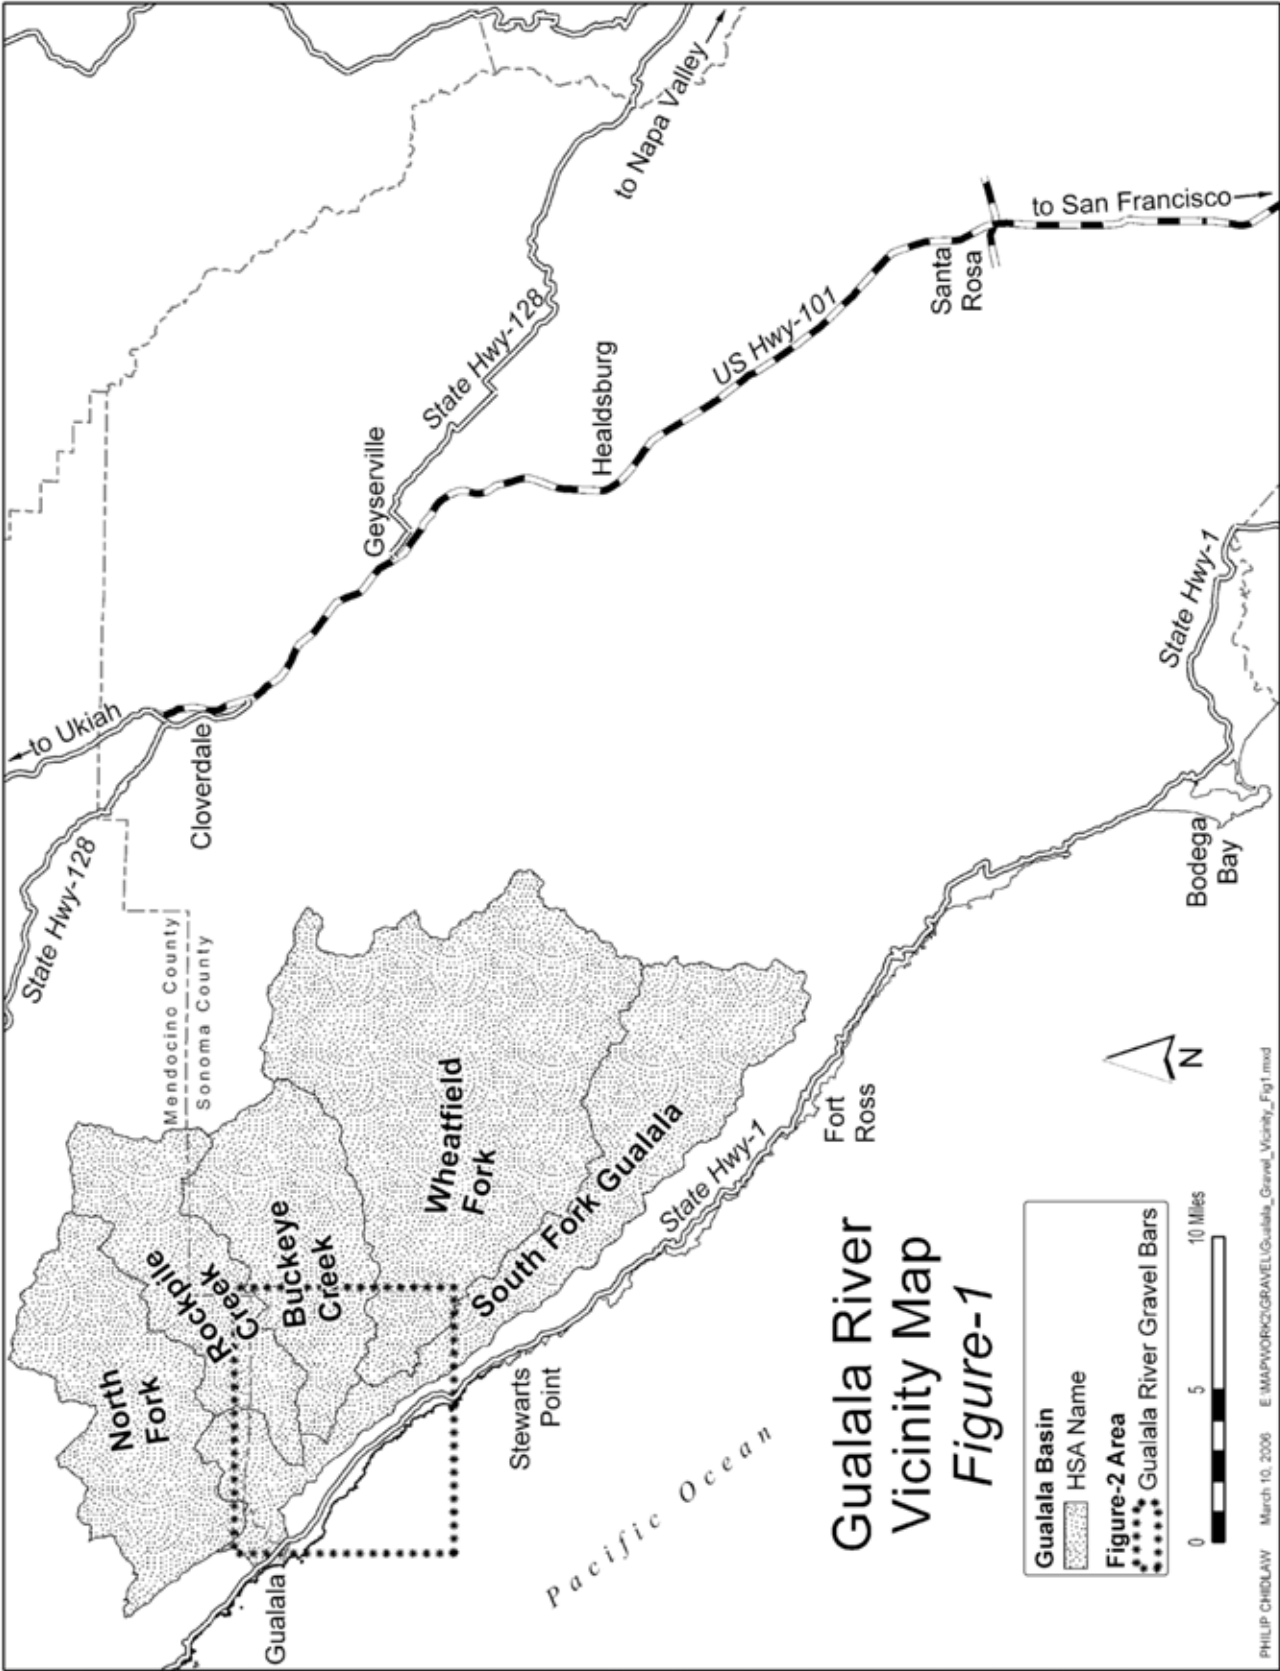 to Ukiah
State Hwy-128
Cloverdale
Mendocino County
Sonoma County
Geyserville
State Hwy-128
Healdsburg
US Hwy-101
to Napa Valley
Santa
Rosa
to San Francisco
North
Fork
Rockpile
Creek
Buckeye
Creek
Wheatfield
Fork
South Fork Gualala
Gualala
Stewarts
Point
State Hwy-1
Fort
Ross
Bodega
Bay
State Hwy-1
Pacific Ocean
N
Gualala River
Vicinity Map
Figure-1
Gualala Basin
HSA Name
Figure-2 Area
Gualala River Gravel Bars
0 5 10 Miles
PHILIP CHIDLAW March 10, 2006 E:\MAPWORK2\GRAVEL\Gualala_Gravel_Vicinity_Fig1.mxd